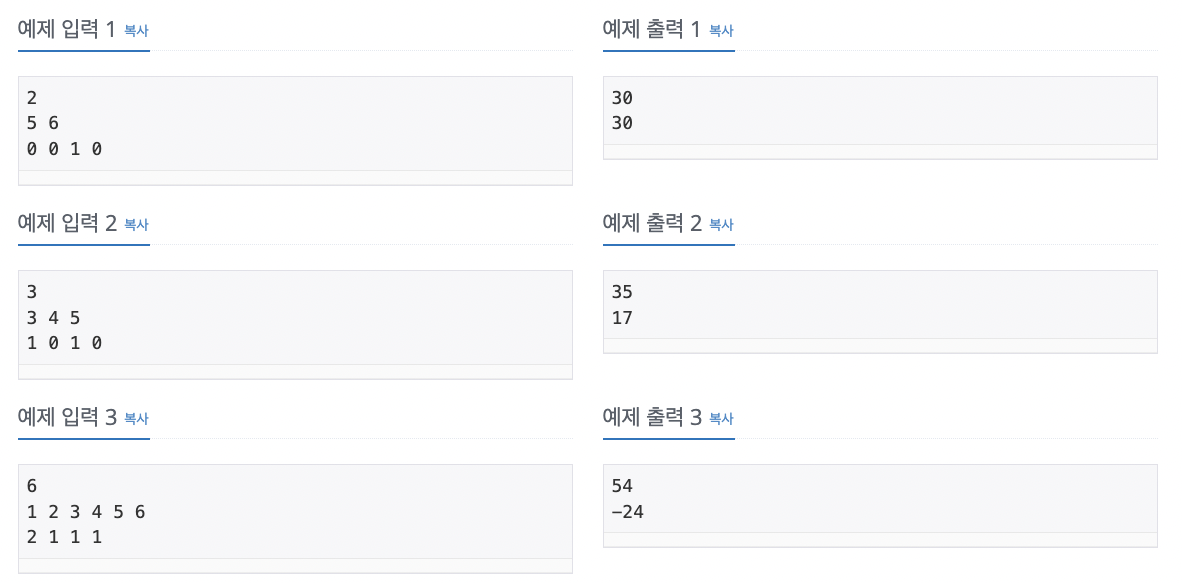 예제 입력 1 복사
2
5 6
0 0 1 0
예제 출력 1 복사
30
30
예제 입력 2 복사
3
3 4 5
1 0 1 0
예제 출력 2 복사
35
17
예제 입력 3 복사
6
1 2 3 4 5 6
2 1 1 1
예제 출력 3 복사
54
-24